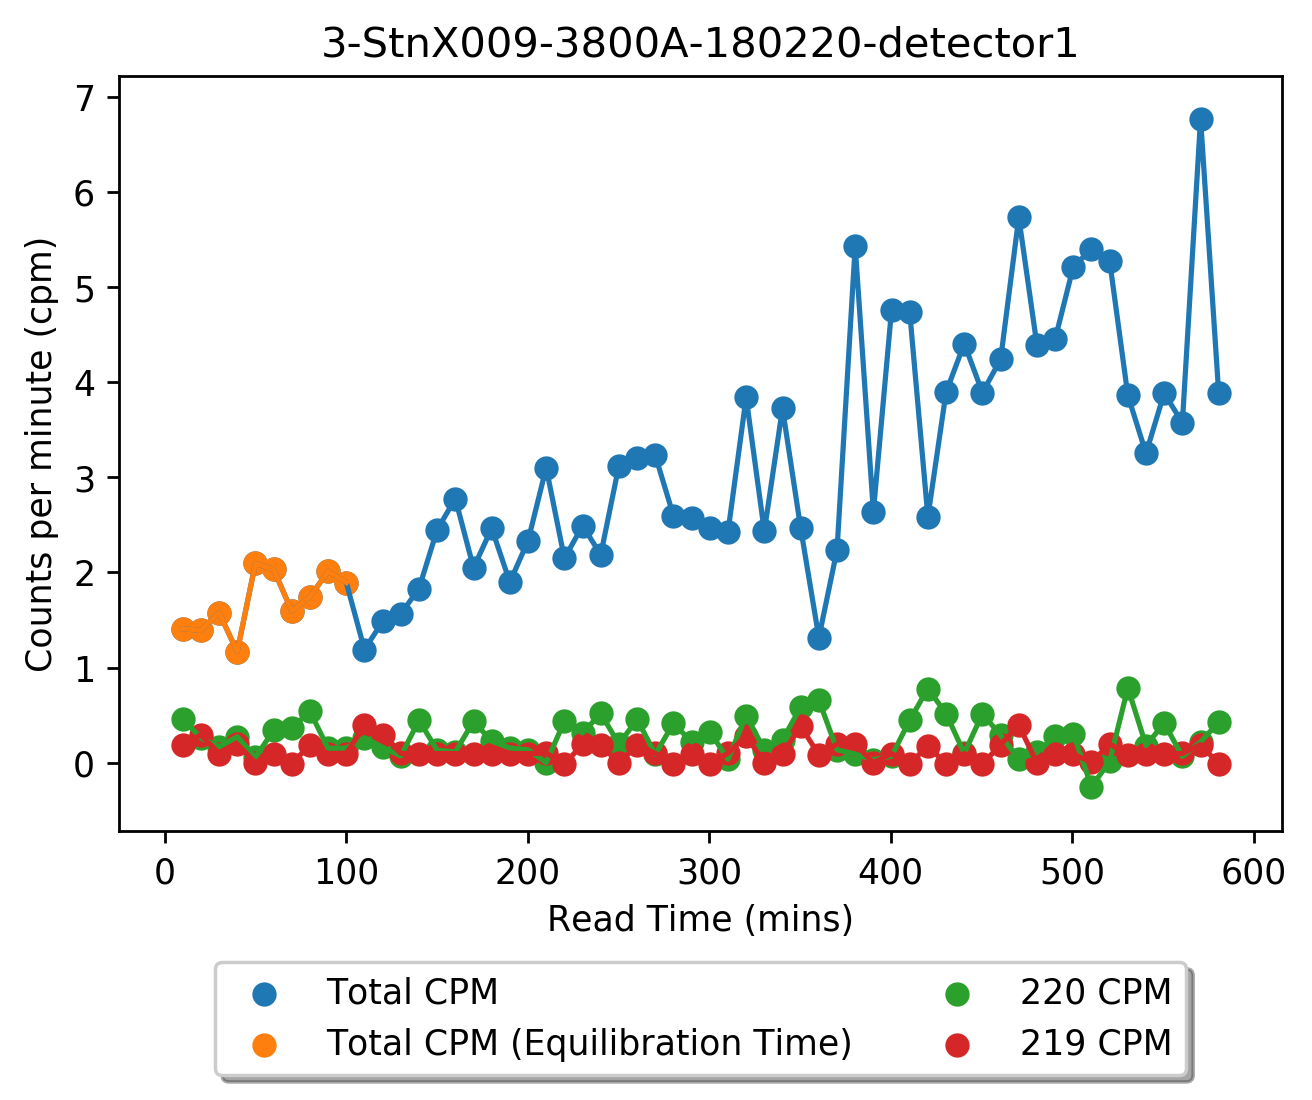 3-StnX009-3800A-180220-detector1
7
6
5
4
3
2
1
0
Counts per minute (cpm)
0 100 200 300 400 500 600
Read Time (mins)
Total CPM
Total CPM (Equilibration Time)
220 CPM
219 CPM